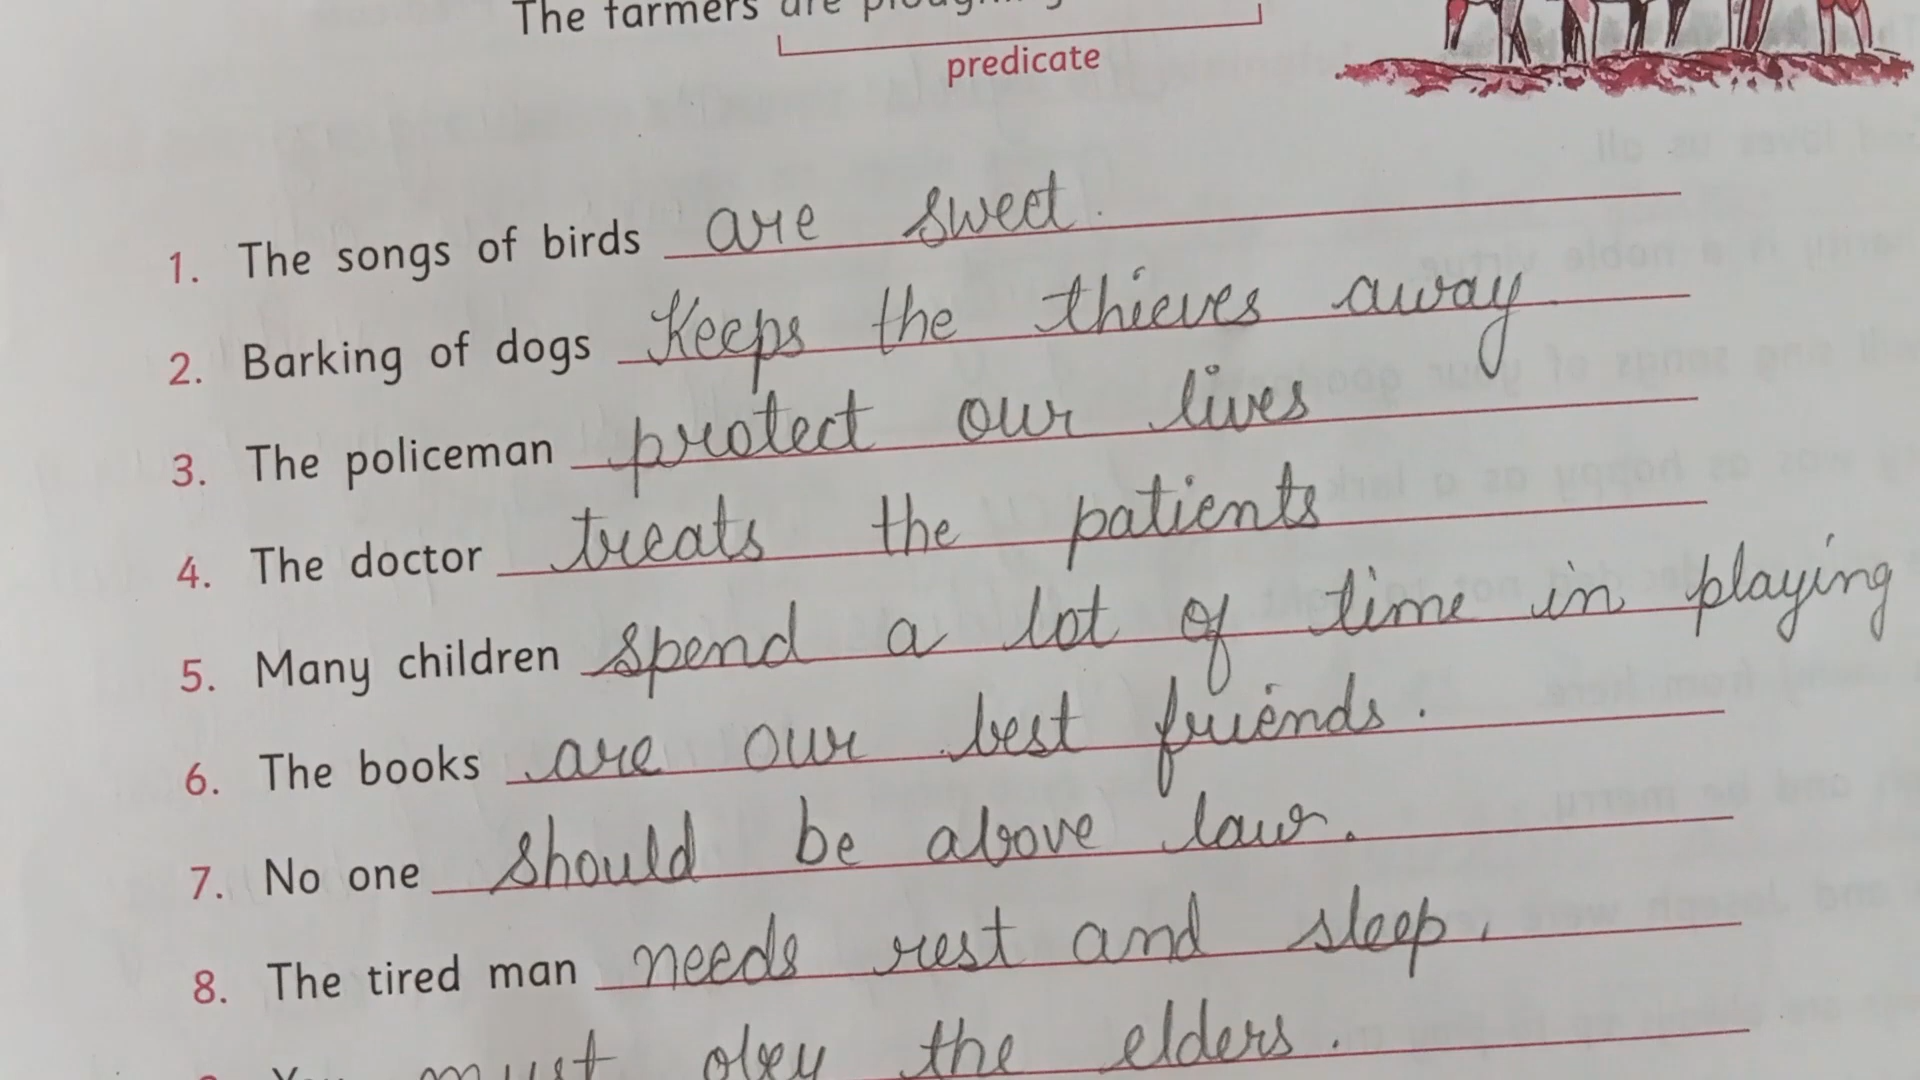 The farmers are ploughing
predicate
1. The songs of birds are sweet.
2. Barking of dogs keeps the thieves away.
3. The policeman protect our lives
4. The doctor treats the patients
5. Many children spend a lot of time in playing
6. The books are our best friends.
7. No one should be above law.
8. The tired man needs rest and sleep.
You must obey the elders.